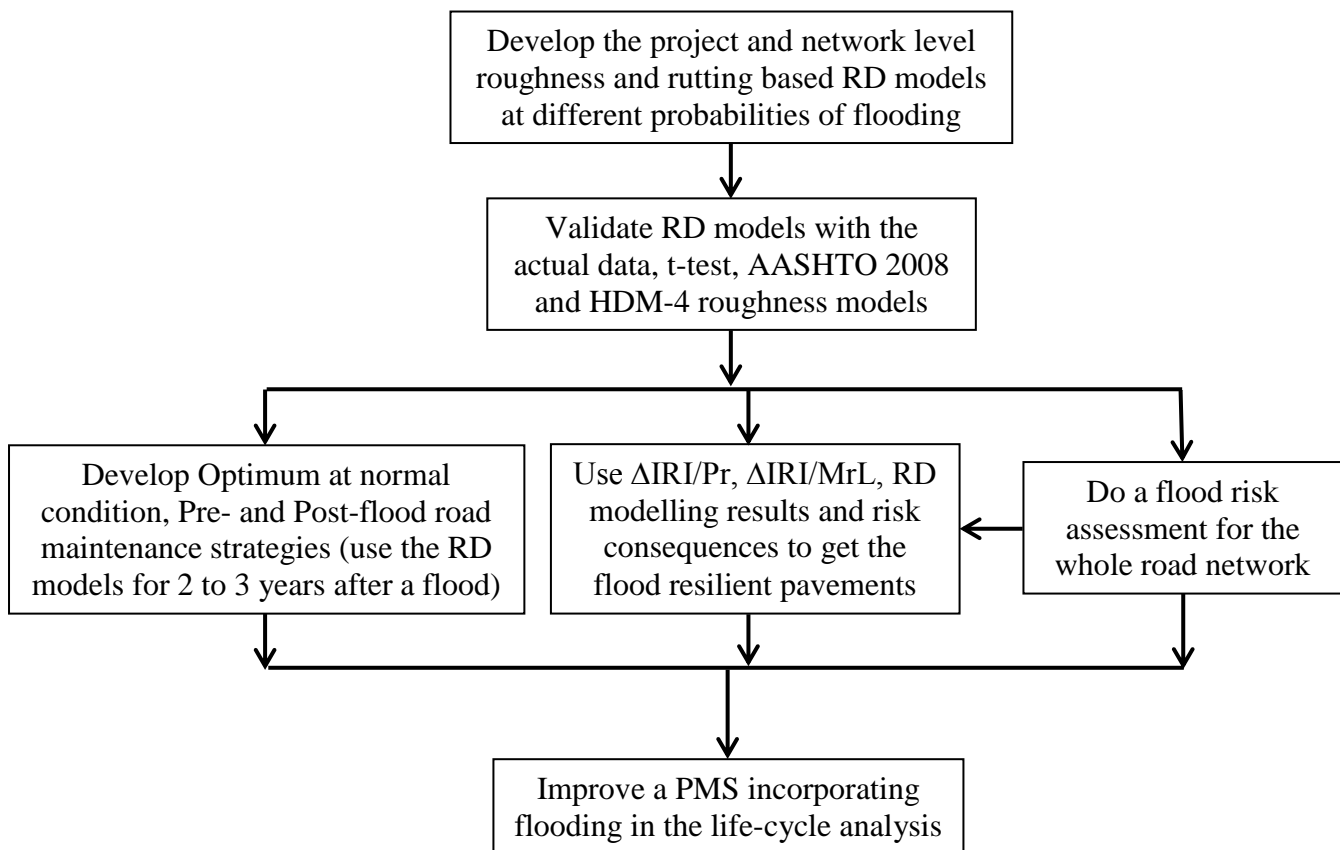 Develop the project and network level
roughness and rutting based RD models
at different probabilities of flooding
Validate RD models with the
actual data, t-test, AASHTO 2008
and HDM-4 roughness models
Develop Optimum at normal
condition, Pre- and Post-flood road
maintenance strategies (use the RD
models for 2 to 3 years after a flood)
Use ΔIRI/Pr, ΔIRI/MrL, RD
modelling results and risk
consequences to get the
flood resilient pavements
Do a flood risk
assessment for the
whole road network
Improve a PMS incorporating
flooding in the life-cycle analysis